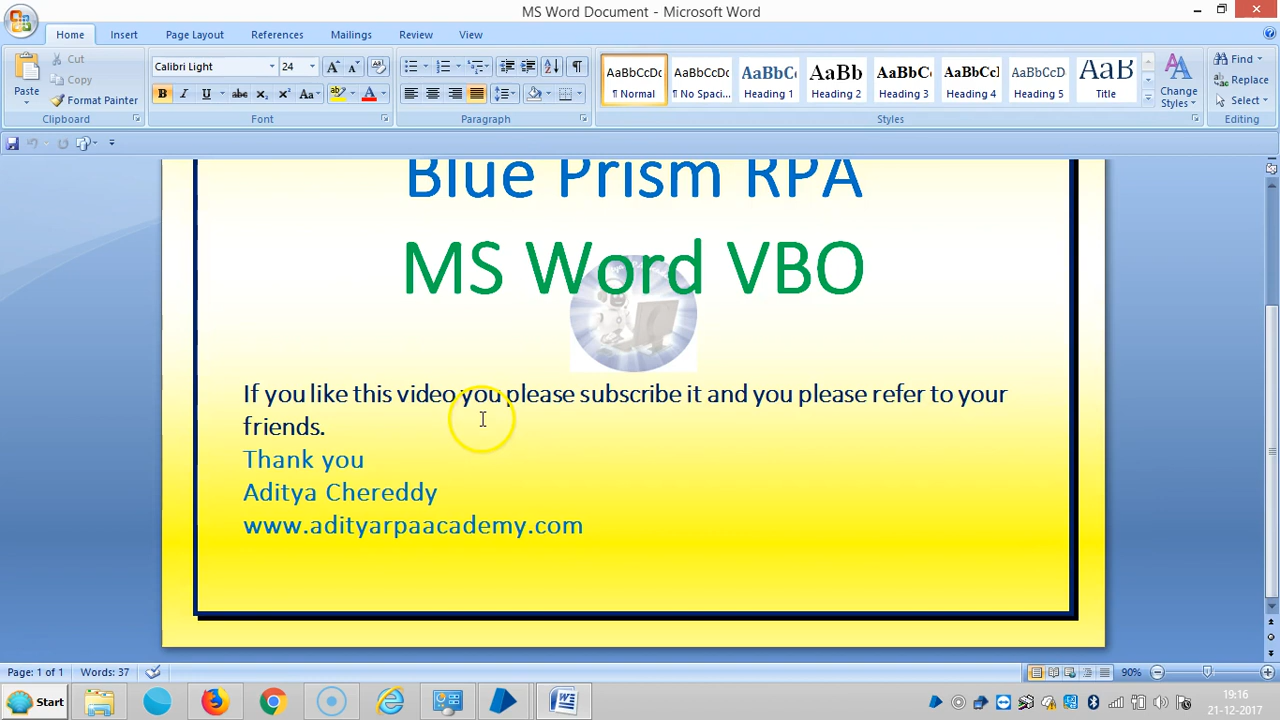 MS Word Document - Microsoft Word
Home Insert Page Layout References Mailings Review View
Paste
Cut
Copy
Format Painter
Clipboard
Calibri Light 24
B I U abc X₂ X² Aa A
Font
Paragraph
AaBbCcDc AaBbCcDc AaBbC AaBb AaBbC AaBbCcI AaBbCcD AaB
¶ Normal ¶ No Spaci... Heading 1 Heading 2 Heading 3 Heading 4 Heading 5 Title
Styles
Change
Styles
Find
Replace
Select
Editing
Blue Prism RPA
MS Word VBO
If you like this video you please subscribe it and you please refer to your
friends.
Thank you
Aditya Chereddy
www.adityarpaacademy.com
Page: 1 of 1 Words: 37 90%
Start
19:16
21-12-2017